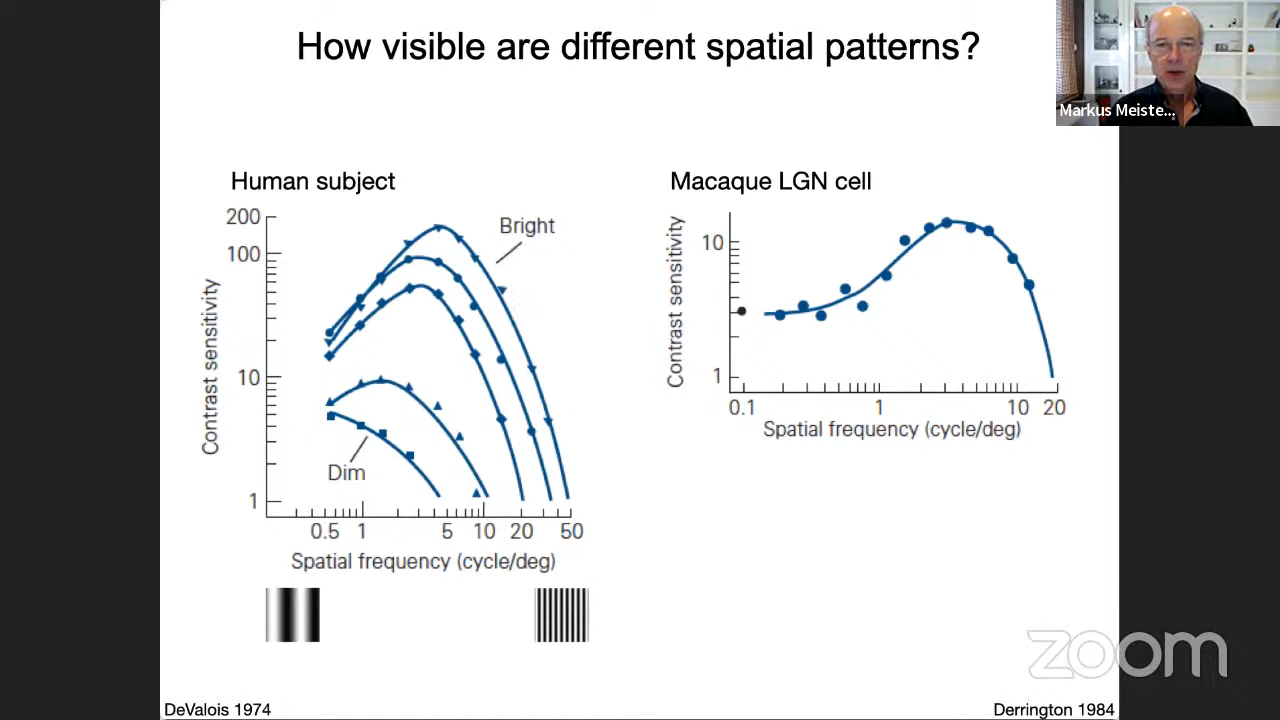 How visible are different spatial patterns?
Markus Meiste...
Human subject
200
100
10
1
Contrast sensitivity
Bright
Dim
0.5 1 5 10 20 50
Spatial frequency (cycle/deg)
Macaque LGN cell
10
1
Contrast sensitivity
0.1 1 10 20
Spatial frequency (cycle/deg)
zoom
DeValois 1974
Derrington 1984